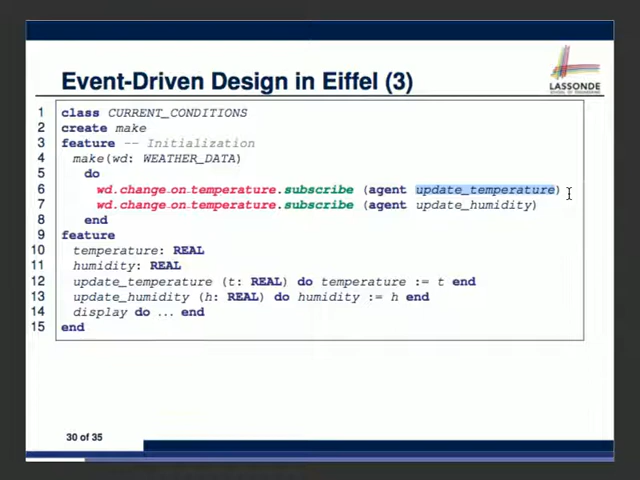 Event-Driven Design in Eiffel (3)
LASSONDE
1 class CURRENT_CONDITIONS
2 create make
3 feature -- Initialization
4 make(wd: WEATHER_DATA)
5 do
6 wd.change_on_temperature.subscribe (agent update_temperature)
7 wd.change_on_temperature.subscribe (agent update_humidity)
8 end
9 feature
10 temperature: REAL
11 humidity: REAL
12 update_temperature (t: REAL) do temperature := t end
13 update_humidity (h: REAL) do humidity := h end
14 display do ... end
15 end
30 of 35